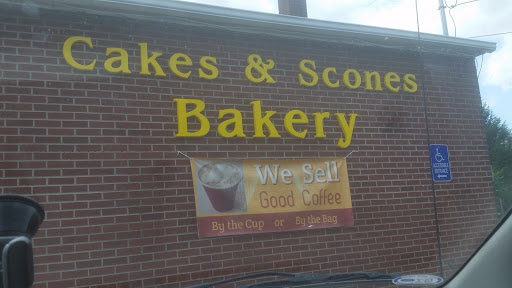 Cakes & Scones
Bakery
We Sell
Good Coffee
By the Cup or By the Bag